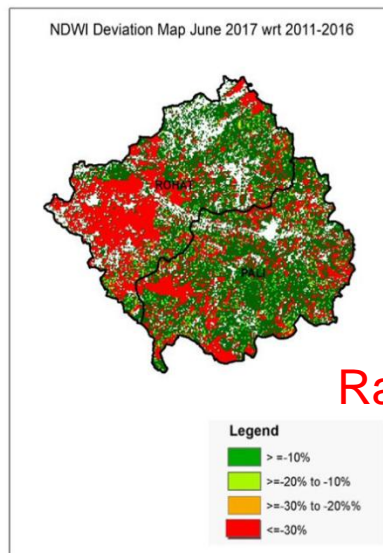 NDWI Deviation Map June 2017 wrt 2011-2016
ROHAT
PALI
Ra
Legend
> =-10%
>=-20% to -10%
>=-30% to -20%%
<=-30%